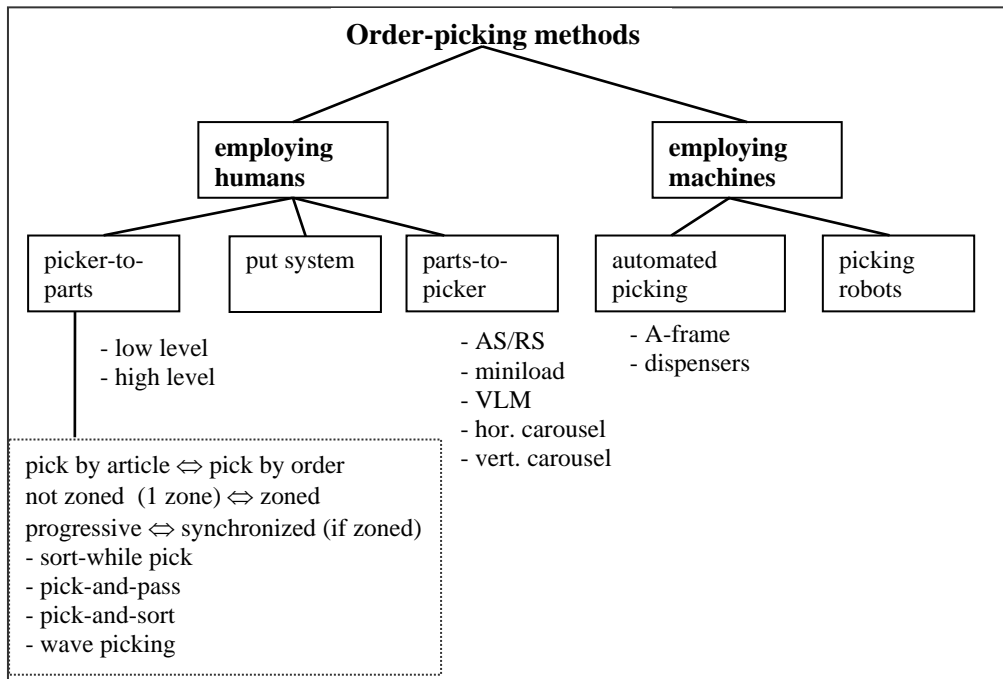 Order-picking methods
employing
humans
employing
machines
picker-to-
parts
put system
parts-to-
picker
automated
picking
picking
robots
- low level
- high level
- AS/RS
- miniload
- VLM
- hor. carousel
- vert. carousel
- A-frame
- dispensers
pick by article ⇔ pick by order
not zoned (1 zone) ⇔ zoned
progressive ⇔ synchronized (if zoned)
- sort-while pick
- pick-and-pass
- pick-and-sort
- wave picking